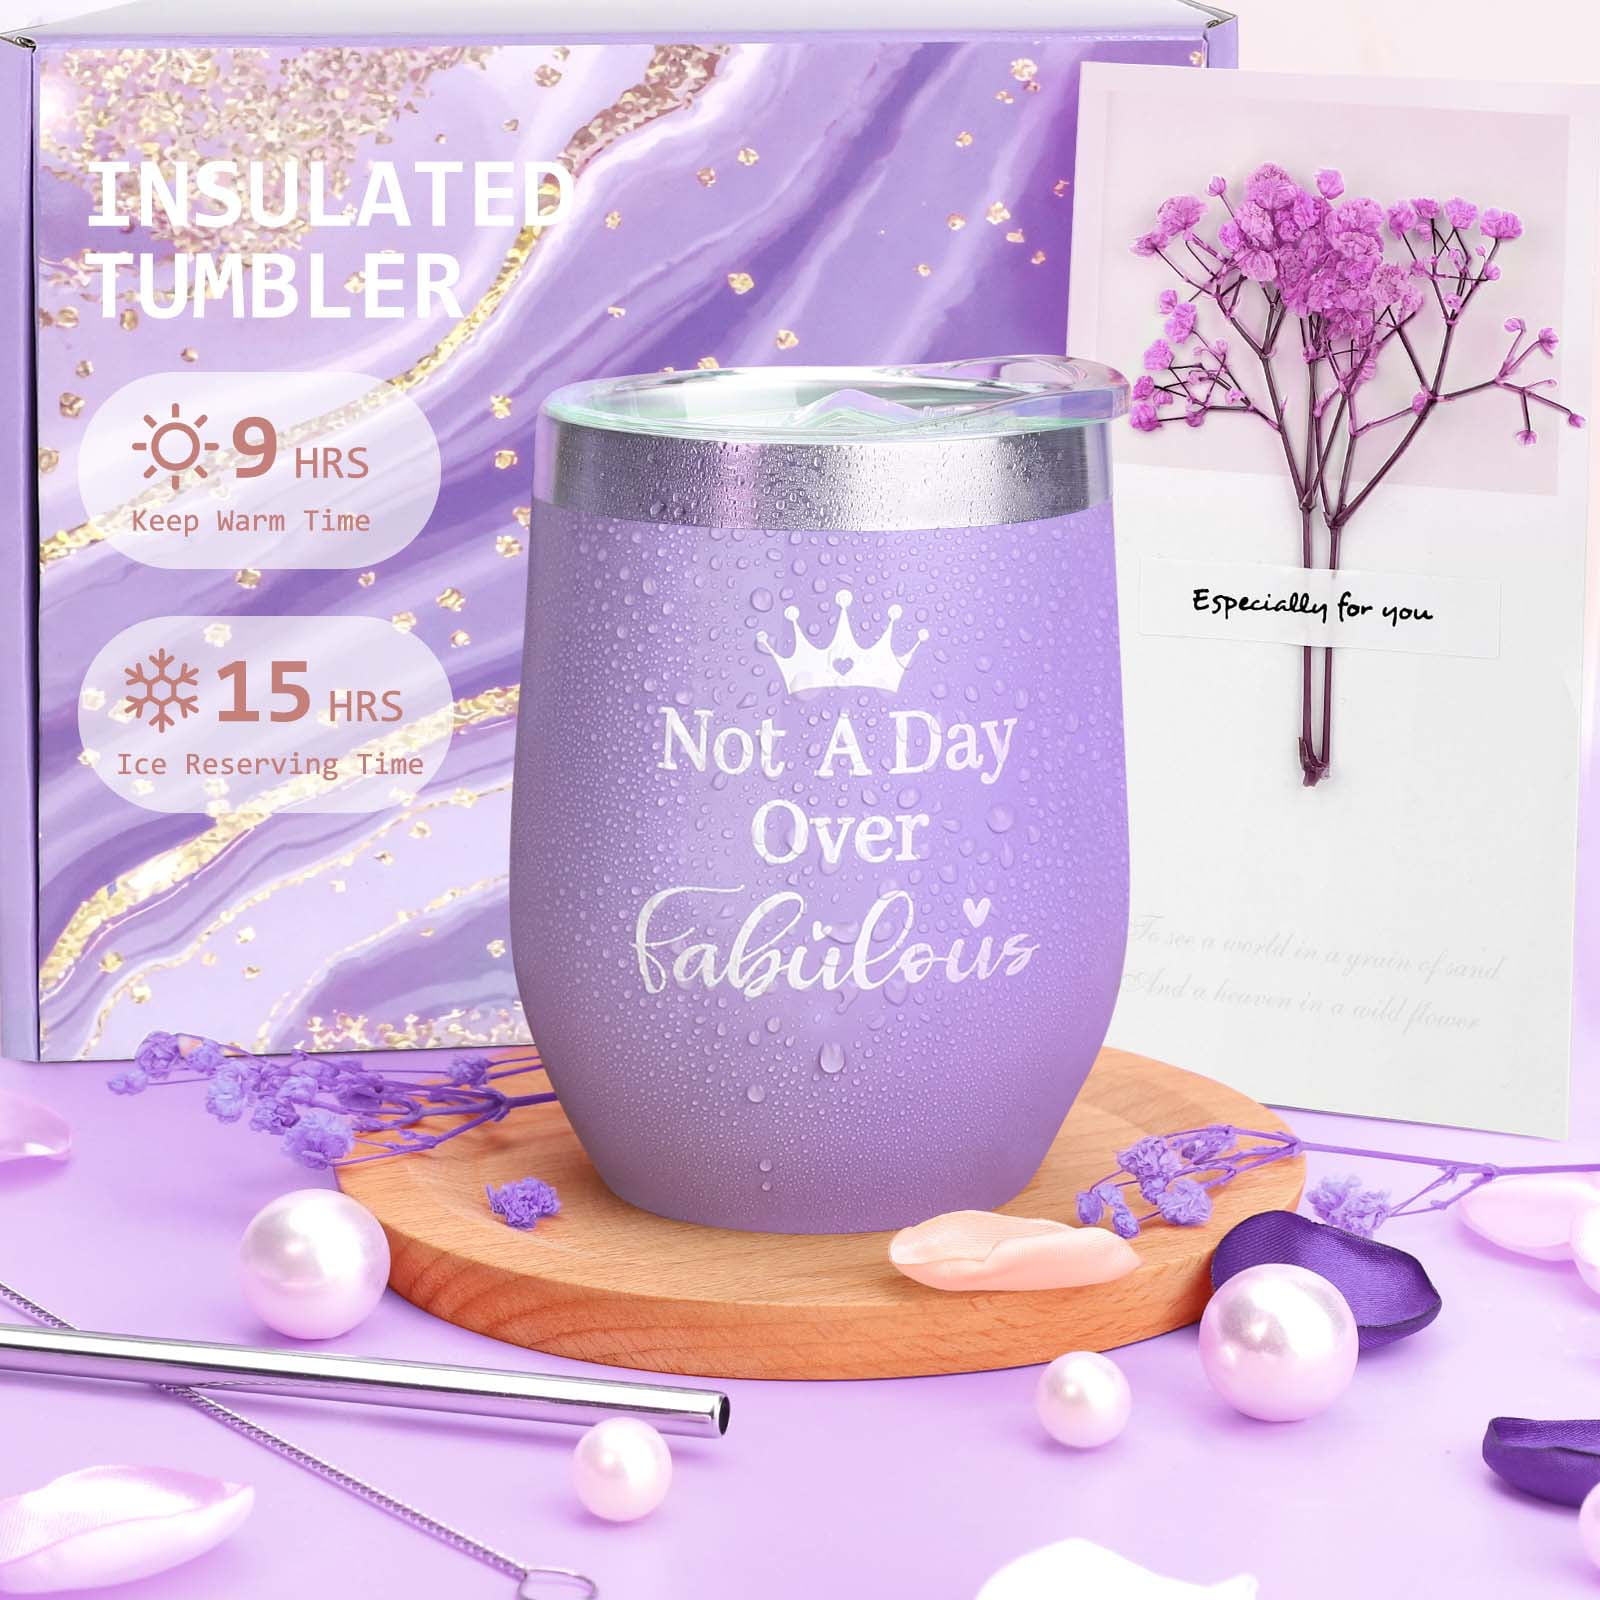 INSULATED
TUMBLER
9 HRS
Keep Warm Time
15 HRS
Ice Reserving Time
Not A Day
Over
Fabulous
Especially for you
To see a world in a grain of sand
And a heaven in a wild flower